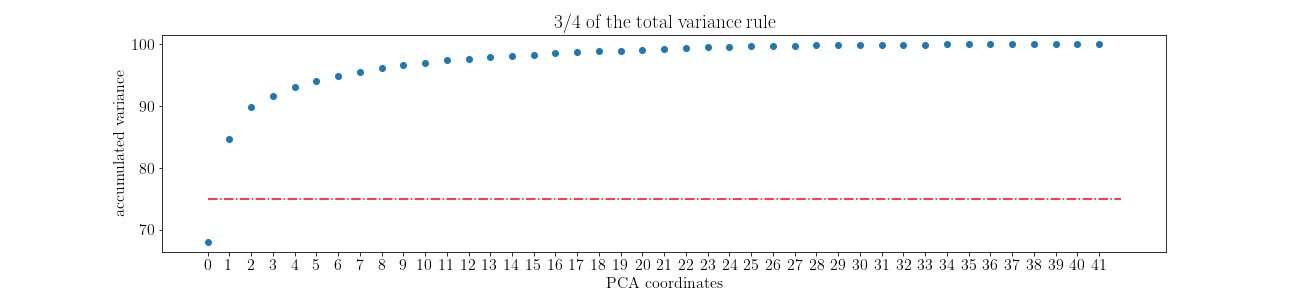 3/4 of the total variance rule
accumulated variance
100
90
80
70
0 1 2 3 4 5 6 7 8 9 10 11 12 13 14 15 16 17 18 19 20 21 22 23 24 25 26 27 28 29 30 31 32 33 34 35 36 37 38 39 40 41
PCA coordinates